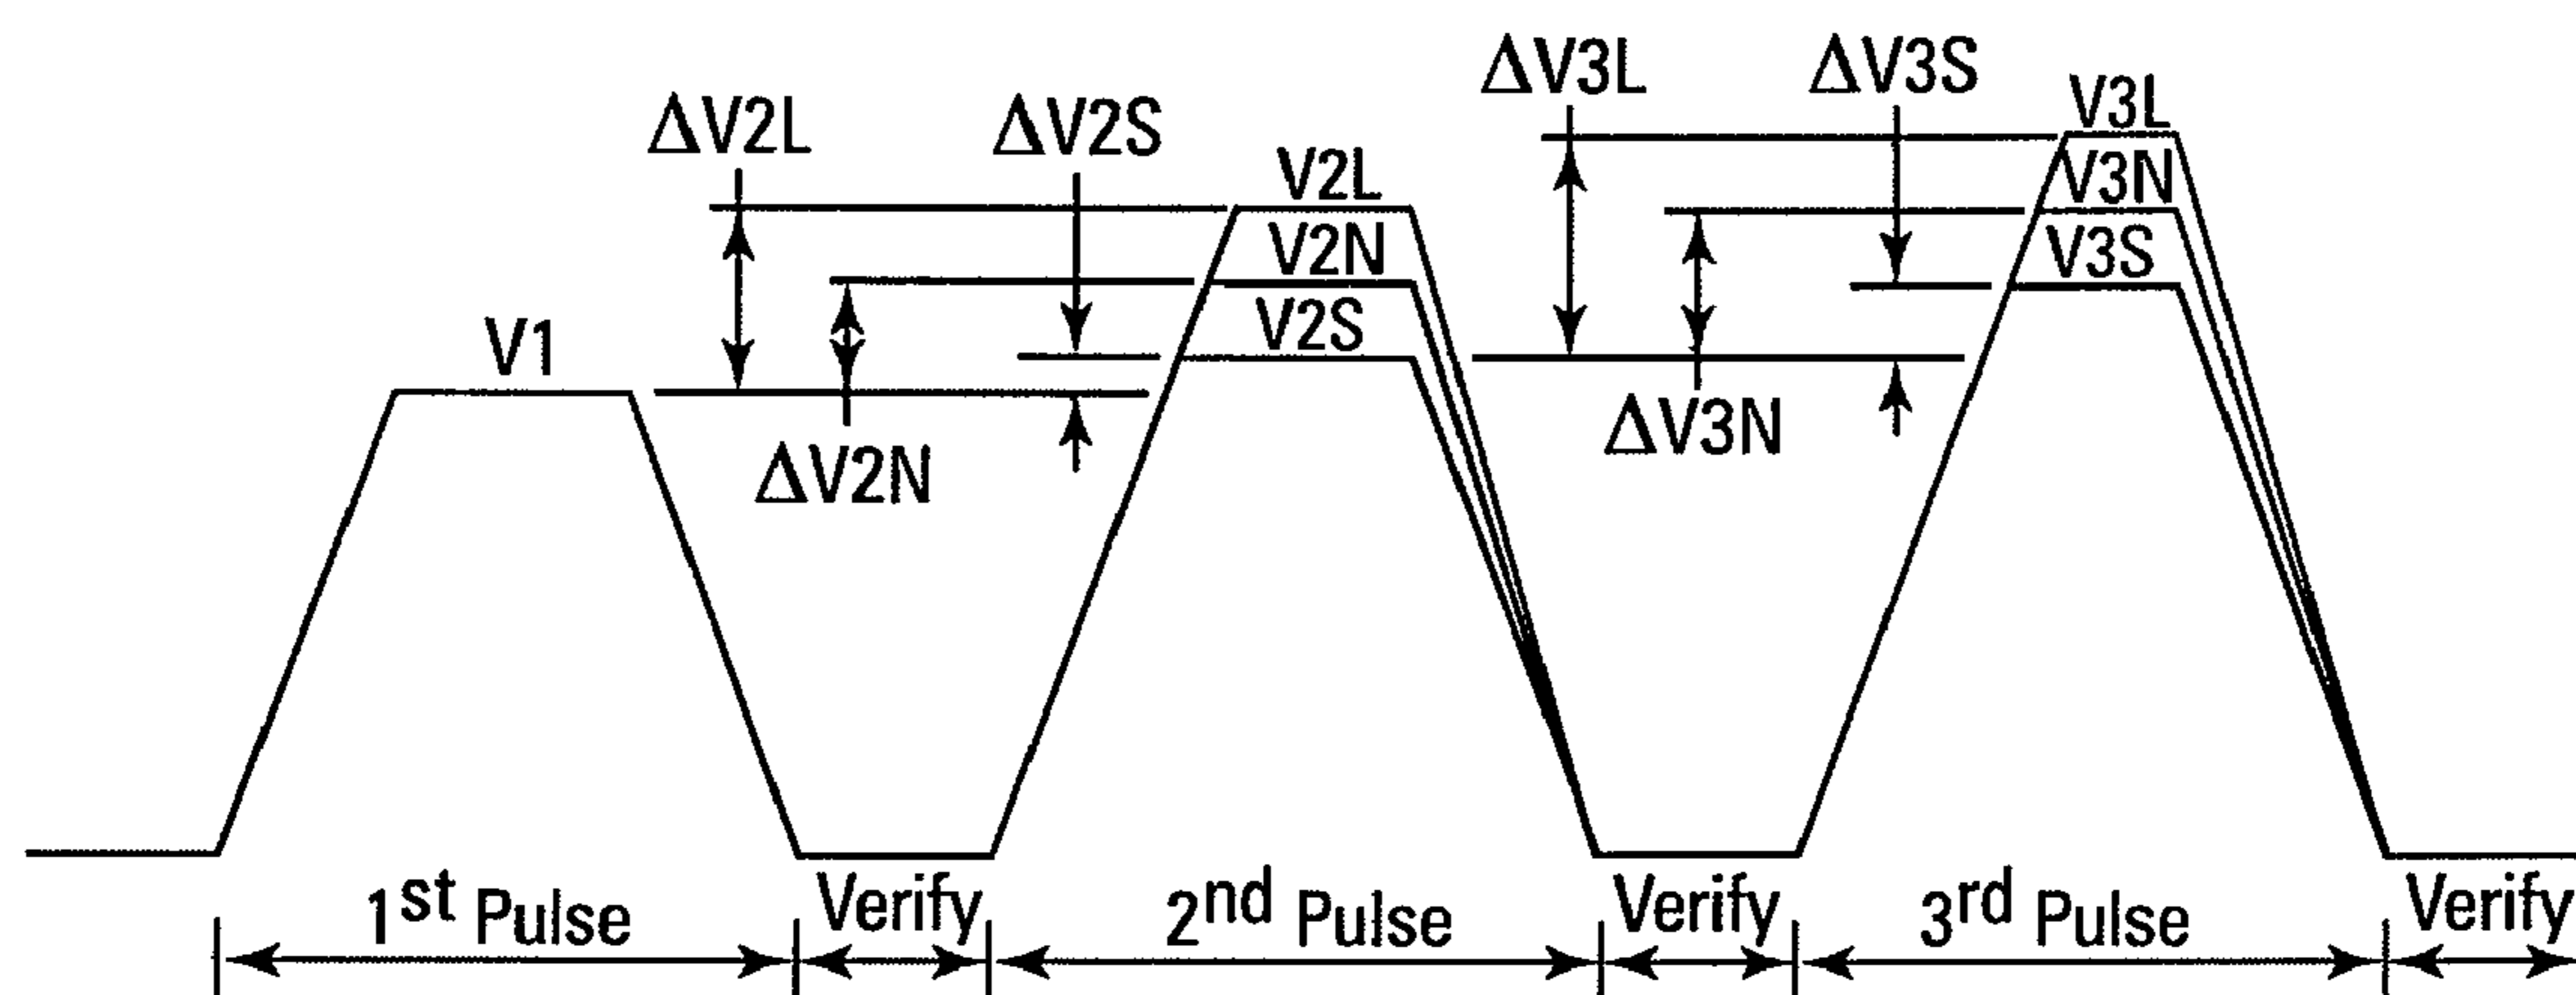 ΔV3L
ΔV3S
V3L
ΔV2L
ΔV2S
V2L
V3N
V2N
V3S
V1
V2S
ΔV3N
ΔV2N
1st Pulse
Verify
2nd Pulse
Verify
3rd Pulse
Verify